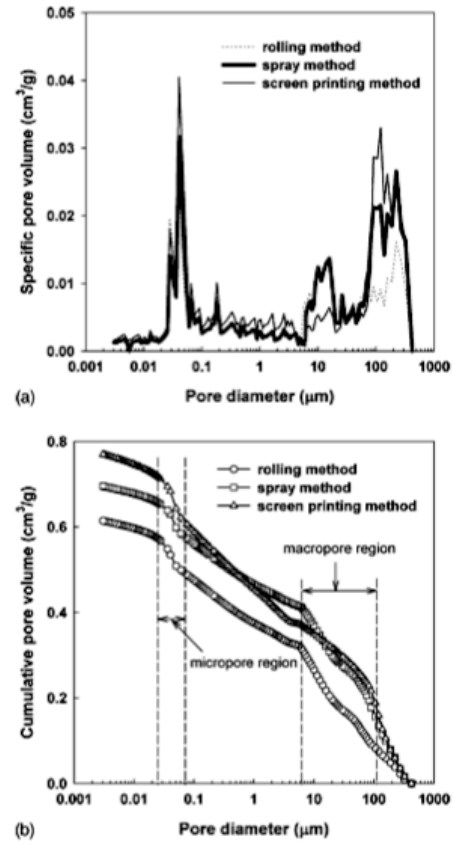 0.05
0.04
0.03
0.02
0.01
0.00
Specific pore volume (cm³/g)
rolling method
spray method
screen printing method
0.001 0.01 0.1 1 10 100 1000
Pore diameter (μm)
(a)
0.8
0.6
0.4
0.2
0.0
Cumulative pore volume (cm³/g)
rolling method
spray method
screen printing method
macropore region
micropore region
0.001 0.01 0.1 1 10 100 1000
Pore diameter (μm)
(b)